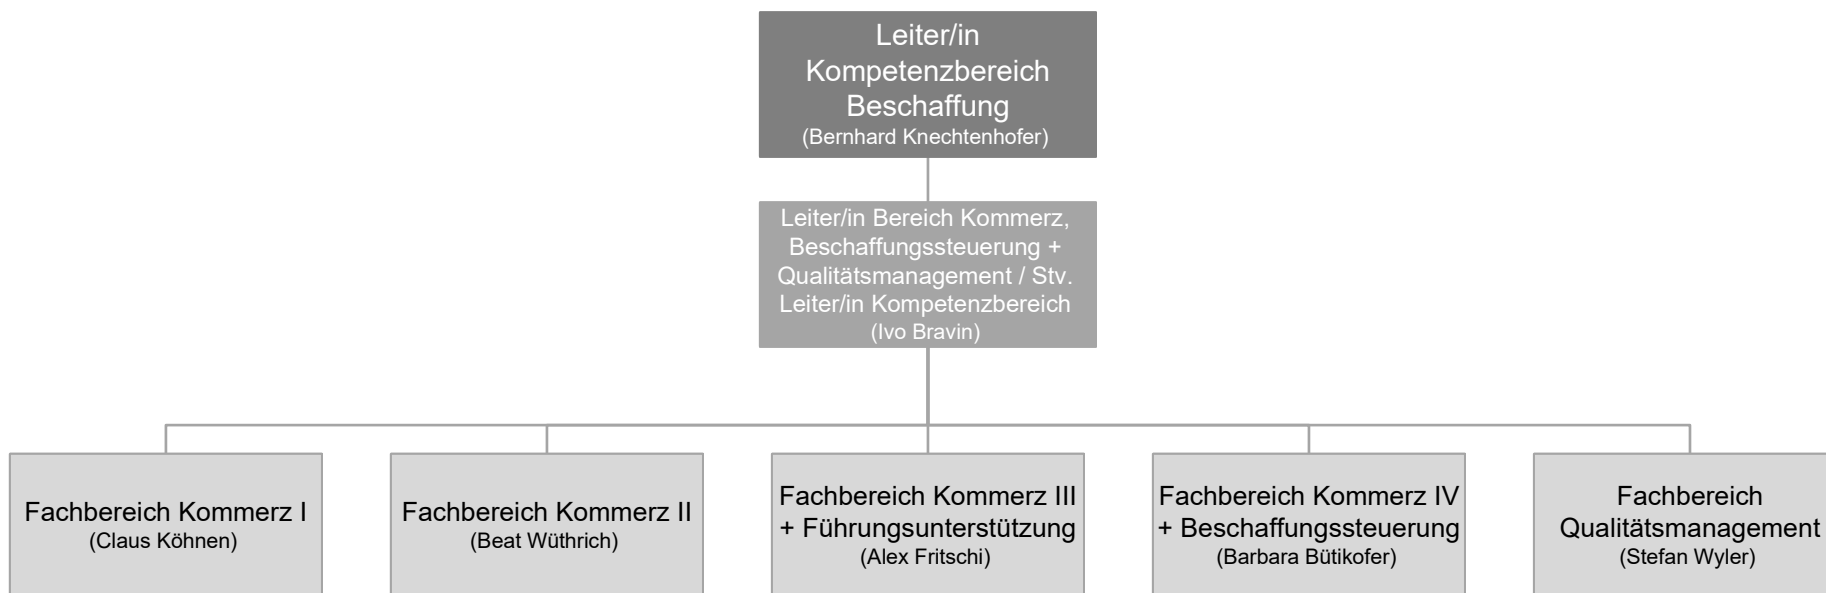 Leiter/in
Kompetenzbereich
Beschaffung
(Bernhard Knechtenhofer)
Leiter/in Bereich Kommerz,
Beschaffungssteuerung +
Qualitätsmanagement / Stv.
Leiter/in Kompetenzbereich
(Ivo Bravin)
Fachbereich Kommerz I
(Claus Köhnen)
Fachbereich Kommerz II
(Beat Wüthrich)
Fachbereich Kommerz III
+ Führungsunterstützung
(Alex Fritschi)
Fachbereich Kommerz IV
+ Beschaffungssteuerung
(Barbara Bütikofer)
Fachbereich
Qualitätsmanagement
(Stefan Wyler)